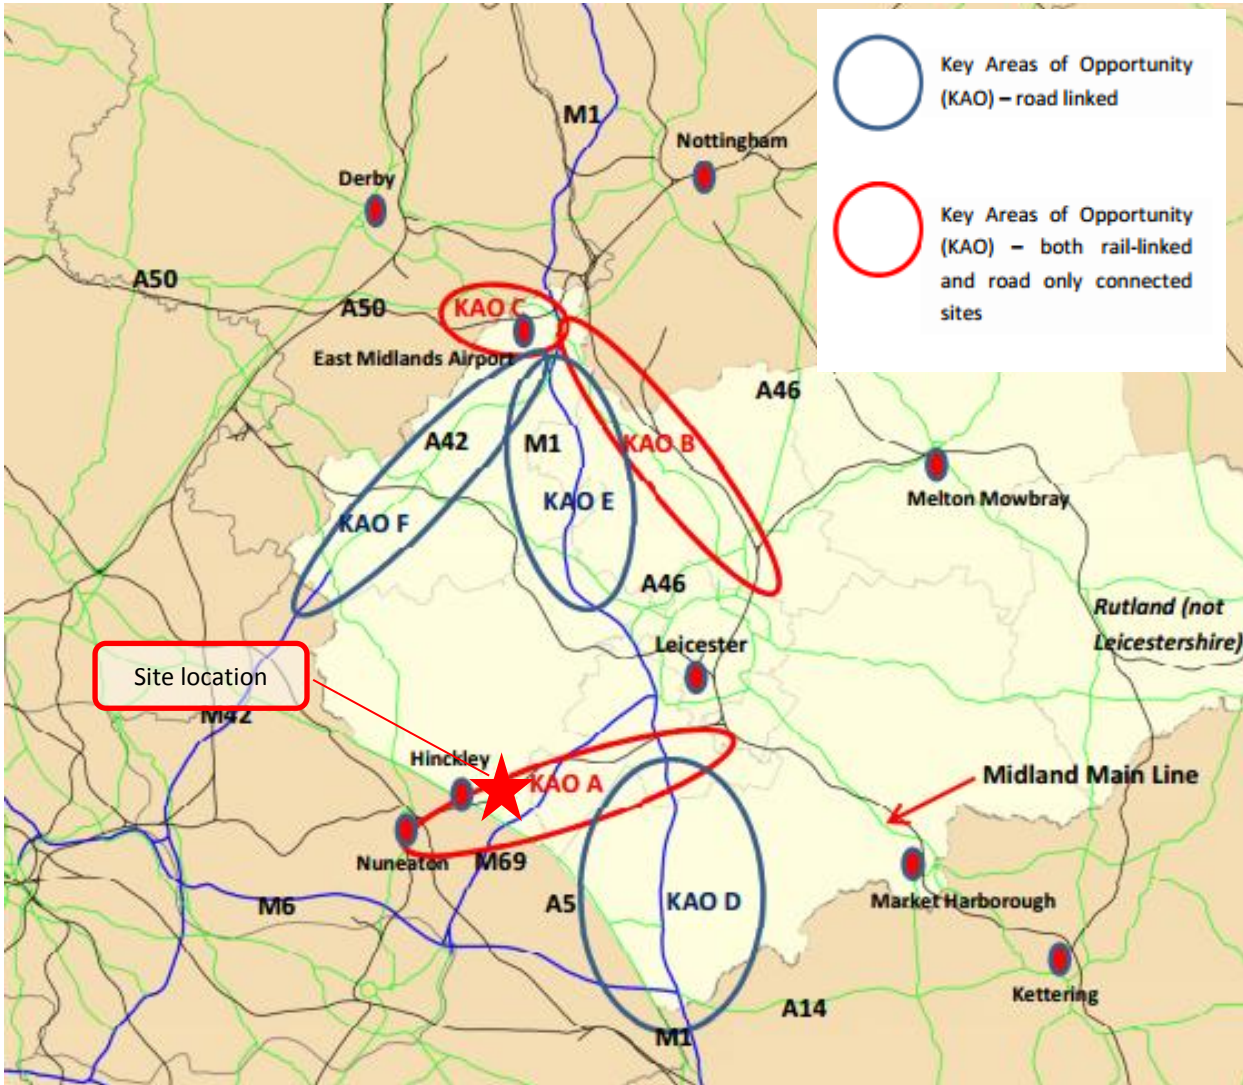 Key Areas of Opportunity
(KAO) – road linked
Key Areas of Opportunity
(KAO) – both rail-linked
and road only connected
sites
M1
Nottingham
Derby
A50
A50
KAO C
East Midlands Airport
A46
A42
M1
KAO B
Melton Mowbray
KAO F
KAO E
A46
Rutland (not
Leicestershire)
Leicester
Site location
M42
Hinckley
KAO A
Midland Main Line
Nuneaton
M69
M6
A5
KAO D
Market Harborough
Kettering
A14
M1